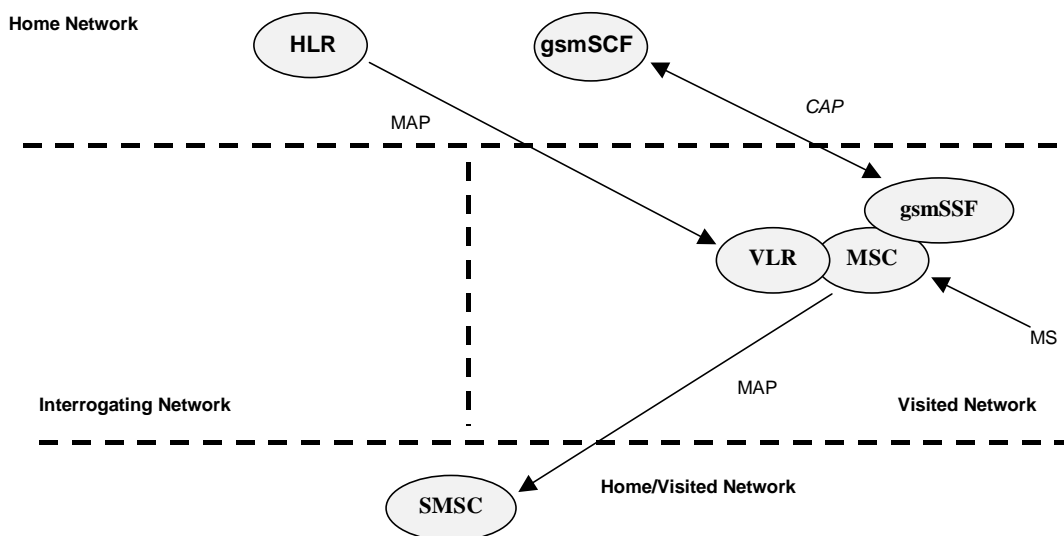 Home Network
HLR
gsmSCF
CAP
MAP
gsmSSF
VLR
MSC
MS
MAP
Interrogating Network
Visited Network
Home/Visited Network
SMSC